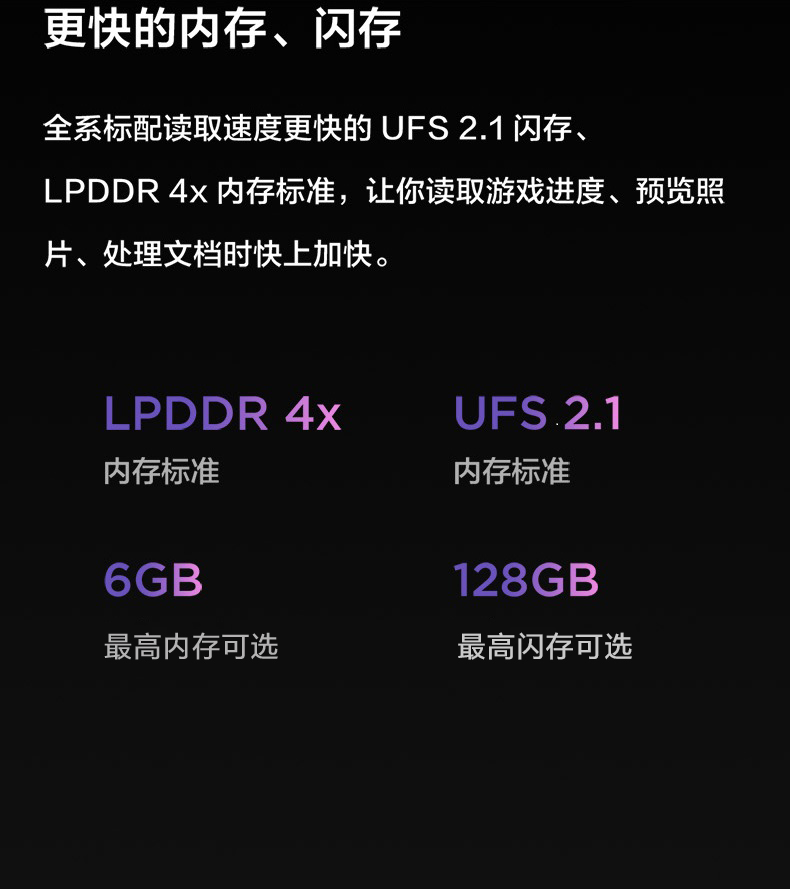 更快的内存、闪存
全系标配读取速度更快的 UFS 2.1 闪存、
LPDDR 4x 内存标准，让你读取游戏进度、预览照
片、处理文档时快上加快。
LPDDR 4x
UFS 2.1
内存标准
内存标准
6GB
128GB
最高内存可选
最高闪存可选